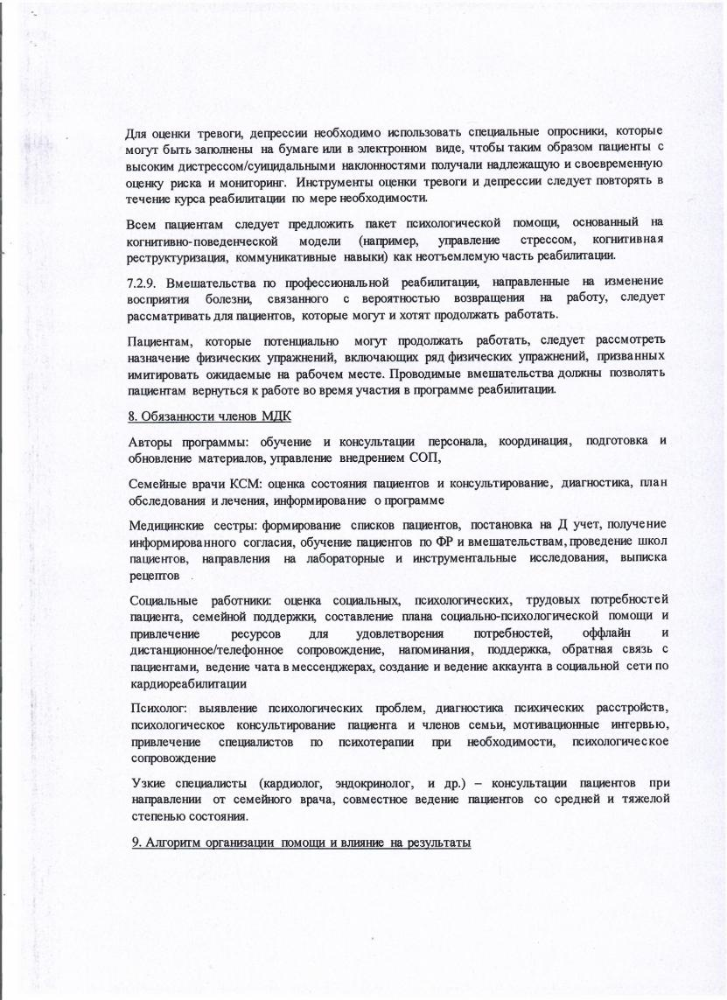 Для оценки тревоги, депрессии необходимо использовать специальные опросники, которые
могут быть заполнены на бумаге или в электронном виде, чтобы таким образом пациенты с
высоким дистрессом/суицидальными наклонностями получали надлежащую и своевременную
оценку риска и мониторинг. Инструменты оценки тревоги и депрессии следует повторять в
течение курса реабилитации по мере необходимости.
Всем пациентам следует предложить пакет психологической помощи, основанный на
когнитивно-поведенческой модели (например, управление стрессом, когнитивная
реструктуризация, коммуникативные навыки) как неотъемлемую часть реабилитации.
7.2.9. Вмешательства по профессиональной реабилитации, направленные на изменение
восприятия болезни, связанного с вероятностью возвращения на работу, следует
рассматривать для пациентов, которые могут и хотят продолжать работать.
Пациентам, которые потенциально могут продолжать работать, следует рассмотреть
назначение физических упражнений, включающих ряд физических упражнений, призванных
имитировать ожидаемые на рабочем месте. Проводимые вмешательства должны позволять
пациентам вернуться к работе во время участия в программе реабилитации.
8. Обязанности членов МДК
Авторы программы: обучение и консультации персонала, координация, подготовка и
обновление материалов, управление внедрением СОП,
Семейные врачи КСМ: оценка состояния пациентов и консультирование, диагностика, план
обследования и лечения, информирование о программе
Медицинские сестры: формирование списков пациентов, постановка на Д учет, получение
информированного согласия, обучение пациентов по ФР и вмешательствам, проведение школ
пациентов, направления на лабораторные и инструментальные исследования, выписка
рецептов .
Социальные работники: оценка социальных, психологических, трудовых потребностей
пациента, семейной поддержки, составление плана социально-психологической помощи и
привлечение ресурсов для удовлетворения потребностей, оффлайн и
дистанционное/телефонное сопровождение, напоминания, поддержка, обратная связь с
пациентами, ведение чата в мессенджерах, создание и ведение аккаунта в социальной сети по
кардиореабилитации
Психолог: выявление психологических проблем, диагностика психических расстройств,
психологическое консультирование пациента и членов семьи, мотивационные интервью,
привлечение специалистов по психотерапии при необходимости, психологическое
сопровождение
Узкие специалисты (кардиолог, эндокринолог, и др.) – консультации пациентов при
направлении от семейного врача, совместное ведение пациентов со средней и тяжелой
степенью состояния.
9. Алгоритм организации помощи и влияние на результаты